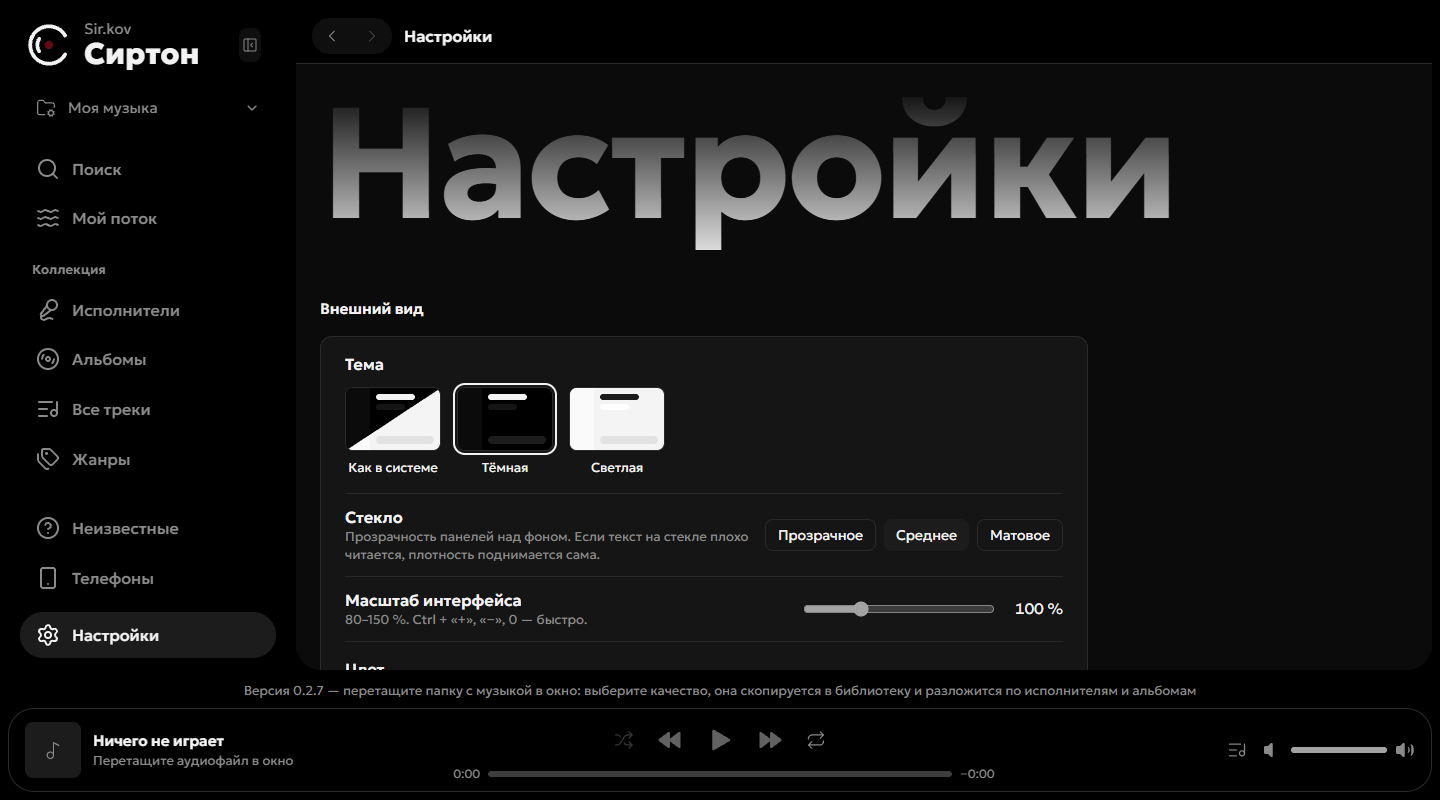 Sir.kov
Сиртон
Моя музыка
Поиск
Мой поток
Коллекция
Исполнители
Альбомы
Все треки
Жанры
Неизвестные
Телефоны
Настройки
Настройки
Настройки
Внешний вид
Тема
Как в системе
Тёмная
Светлая
Стекло
Прозрачность панелей над фоном. Если текст на стекле плохо
читается, плотность поднимается сама.
Прозрачное
Среднее
Матовое
Масштаб интерфейса
80–150 %. Ctrl + «+», «−», 0 — быстро.
100 %
Цвет
Версия 0.2.7 — перетащите папку с музыкой в окно: выберите качество, она скопируется в библиотеку и разложится по исполнителям и альбомам
Ничего не играет
Перетащите аудиофайл в окно
0:00
−0:00